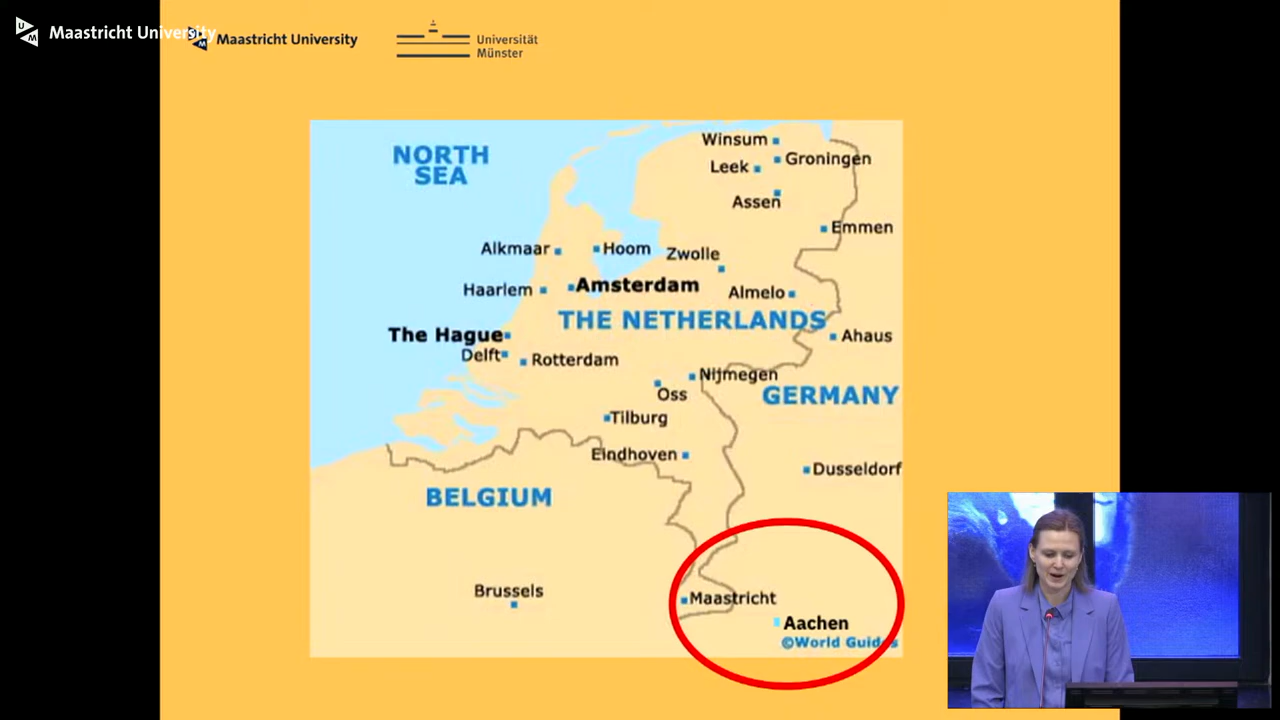 Maastricht University
Maastricht University
Universität
Münster
NORTH
SEA
Winsum
Groningen
Leek
Assen
Emmen
Alkmaar
Hoom
Zwolle
Haarlem
Amsterdam
Almelo
THE NETHERLANDS
The Hague
Ahaus
Delft
Rotterdam
Nijmegen
Oss
GERMANY
Tilburg
Eindhoven
Dusseldorf
BELGIUM
Brussels
Maastricht
Aachen
©World Guides